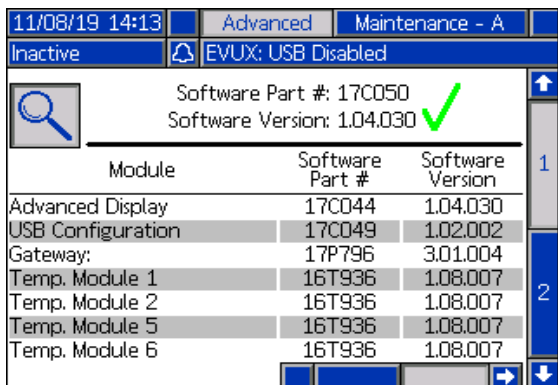 11/08/19 14:13 Advanced Maintenance - A
Inactive EVUX: USB Disabled
Software Part #: 17C050
Software Version: 1.04.030
Module Software Part # Software Version
Advanced Display 17C044 1.04.030
USB Configuration 17C049 1.02.002
Gateway: 17P796 3.01.004
Temp. Module 1 16T936 1.08.007
Temp. Module 2 16T936 1.08.007
Temp. Module 5 16T936 1.08.007
Temp. Module 6 16T936 1.08.007
1
2